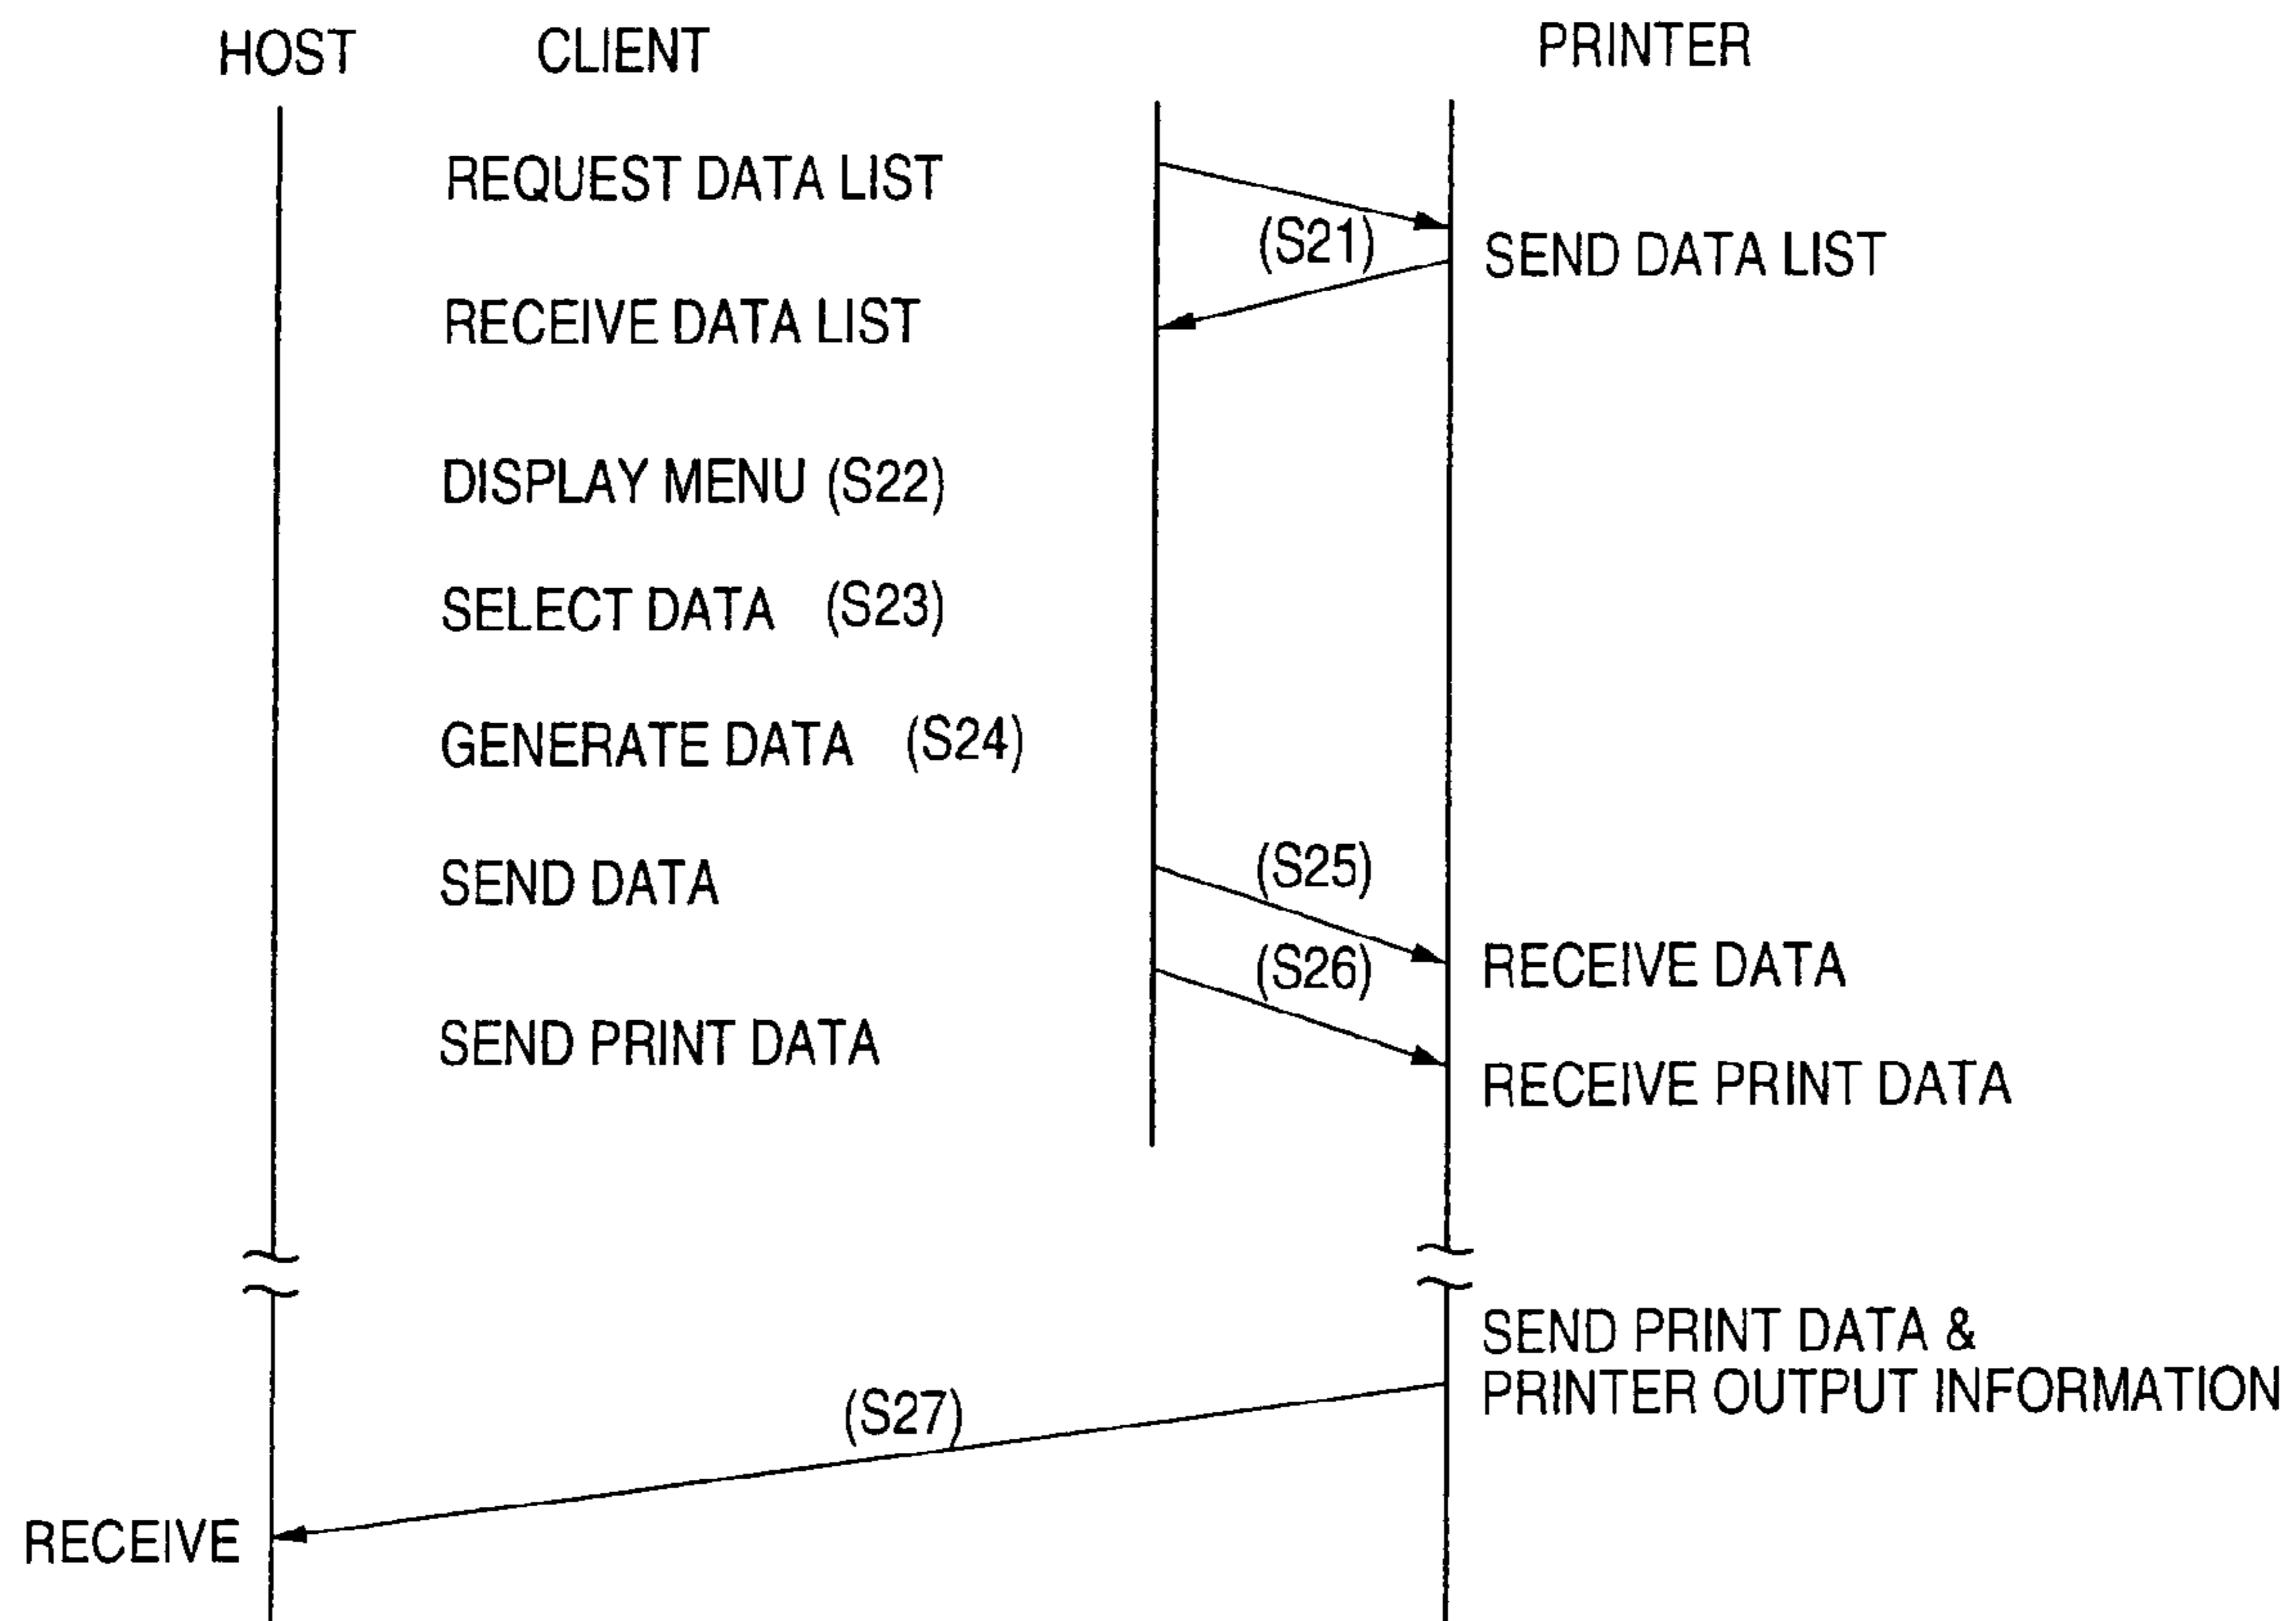 HOST CLIENT PRINTER
REQUEST DATA LIST
(S21)
SEND DATA LIST
RECEIVE DATA LIST
DISPLAY MENU (S22)
SELECT DATA (S23)
GENERATE DATA (S24)
SEND DATA
(S25)
RECEIVE DATA
(S26)
SEND PRINT DATA
RECEIVE PRINT DATA
SEND PRINT DATA &
PRINTER OUTPUT INFORMATION
(S27)
RECEIVE